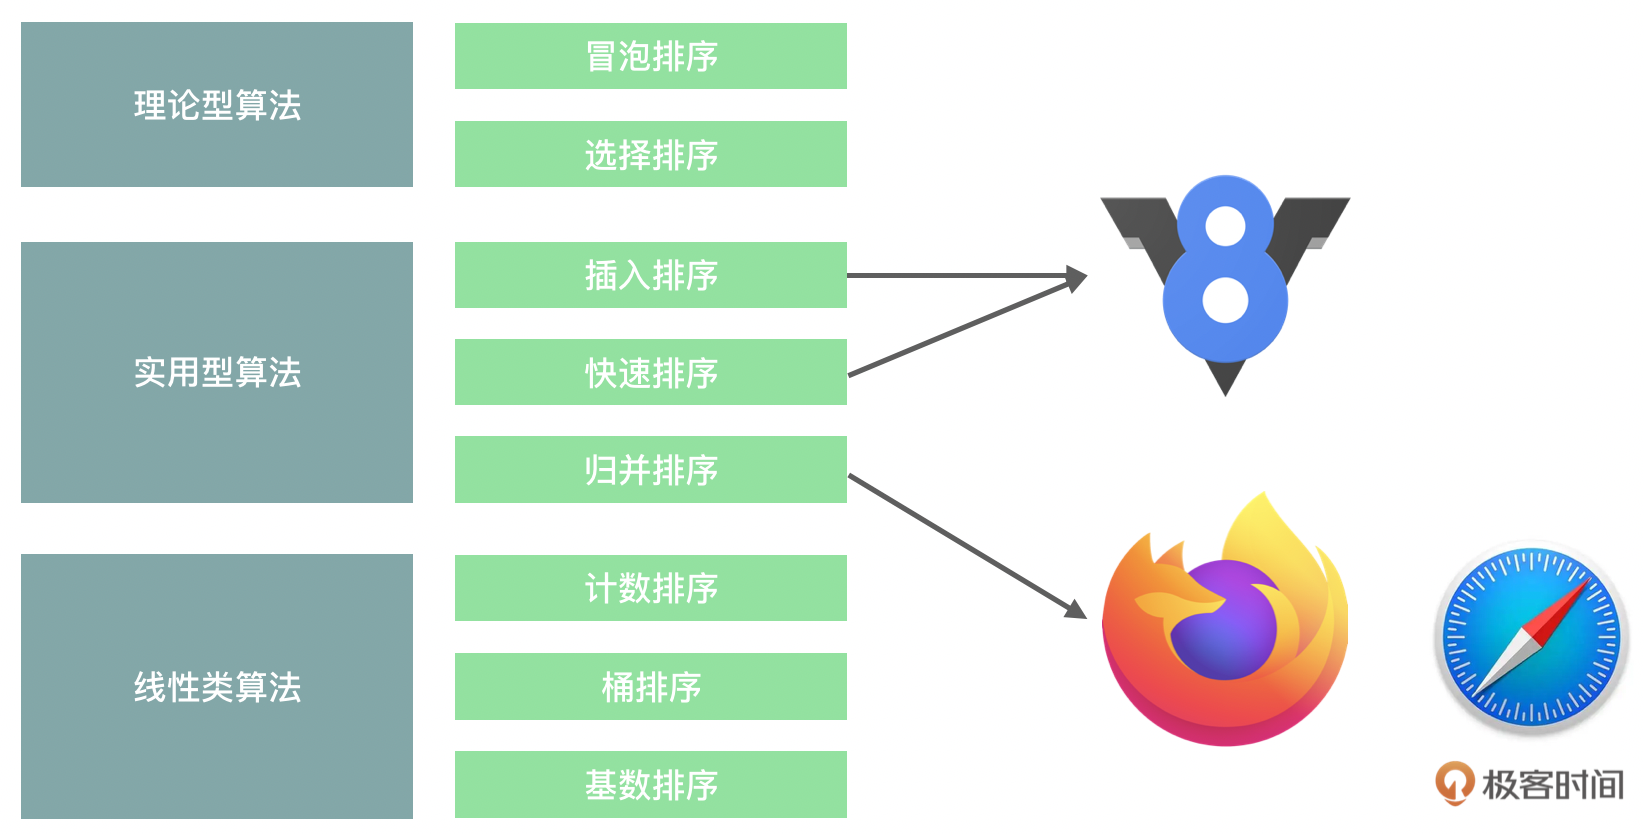 理论型算法
冒泡排序
选择排序
实用型算法
插入排序
快速排序
归并排序
线性类算法
计数排序
桶排序
基数排序
8
极客时间